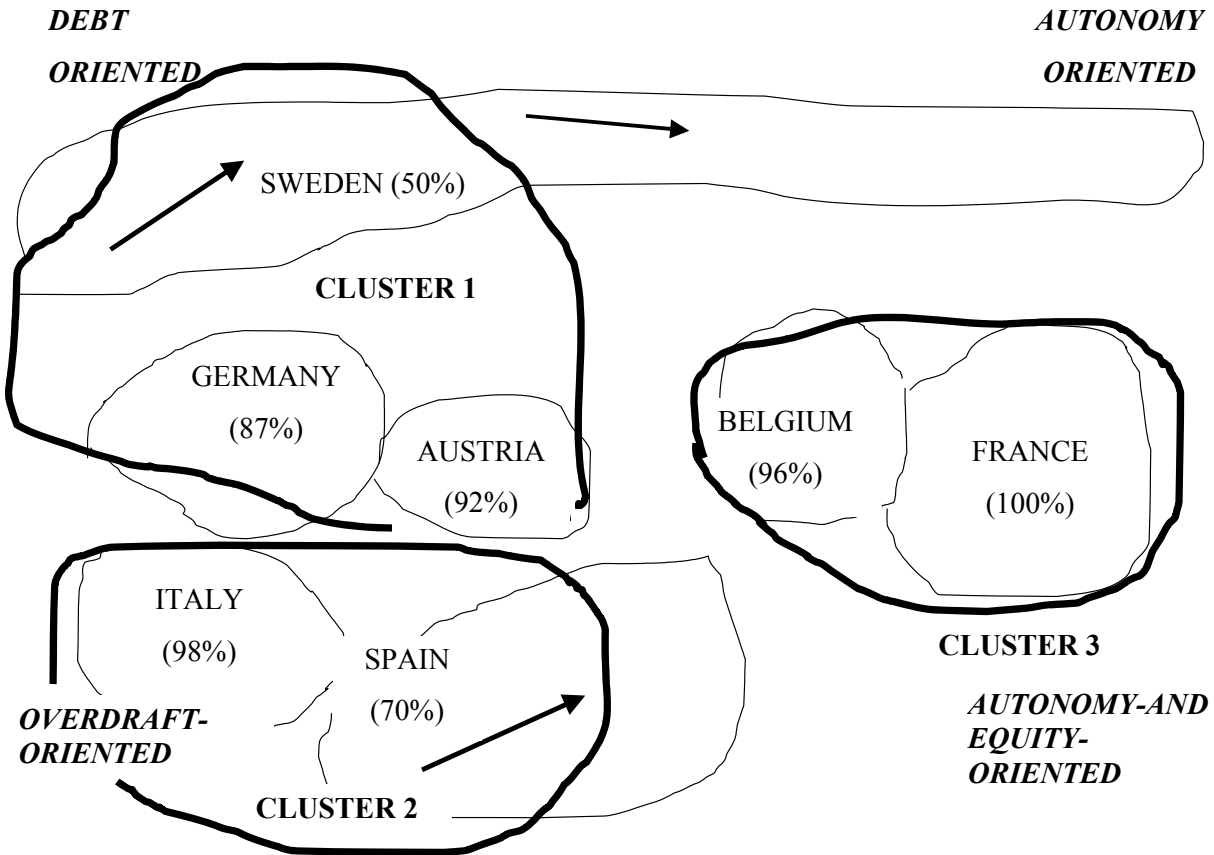 DEBT
ORIENTED
AUTONOMY
ORIENTED
SWEDEN (50%)
CLUSTER 1
GERMANY
(87%)
AUSTRIA
(92%)
BELGIUM
(96%)
FRANCE
(100%)
ITALY
(98%)
SPAIN
(70%)
CLUSTER 3
OVERDRAFT-
ORIENTED
AUTONOMY-AND
EQUITY-
ORIENTED
CLUSTER 2